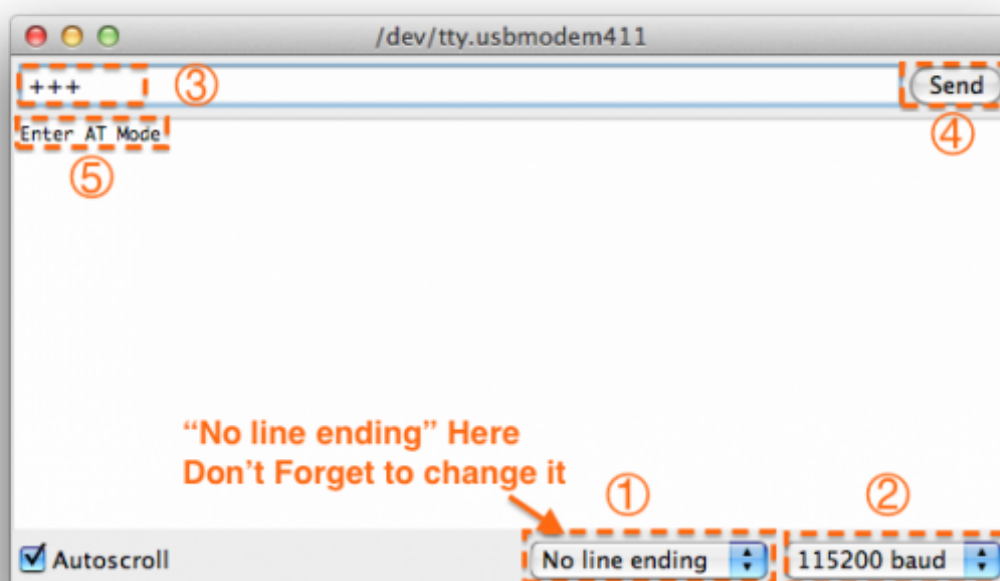 /dev/tty.usbmodem411
+++ ③ Send
④
Enter AT Mode
⑤
“No line ending” Here
Don’t Forget to change it
① ②
Autoscroll No line ending 115200 baud